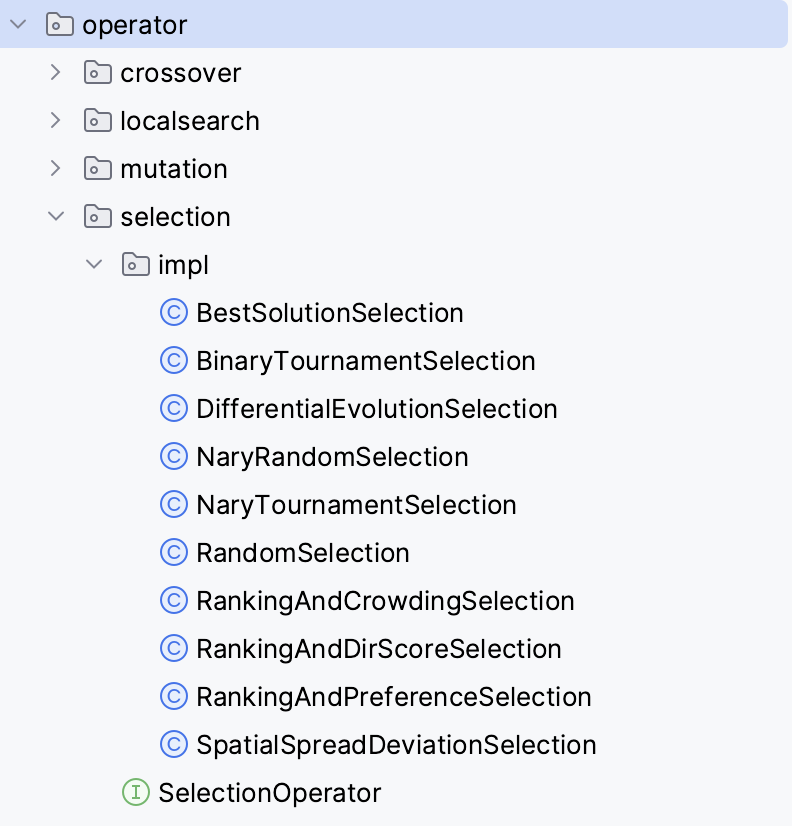 operator
crossover
localsearch
mutation
selection
impl
BestSolutionSelection
BinaryTournamentSelection
DifferentialEvolutionSelection
NaryRandomSelection
NaryTournamentSelection
RandomSelection
RankingAndCrowdingSelection
RankingAndDirScoreSelection
RankingAndPreferenceSelection
SpatialSpreadDeviationSelection
SelectionOperator